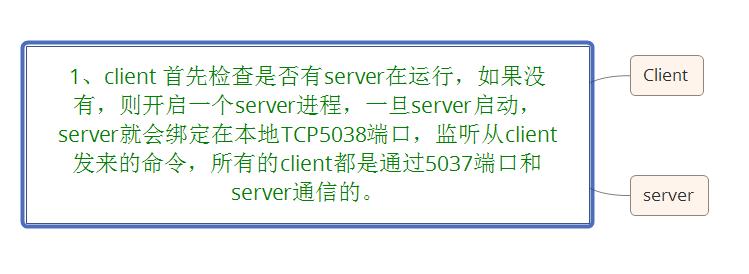 1、client 首先检查是否有server在运行，如果没
有，则开启一个server进程，一旦server启动，
server就会绑定在本地TCP5038端口，监听从client
发来的命令，所有的client都是通过5037端口和
server通信的。
Client
server